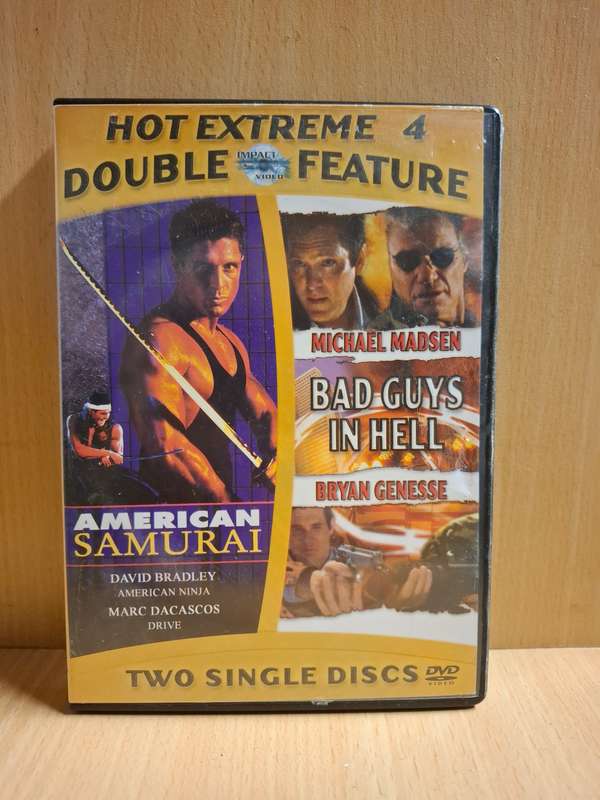 HOT EXTREME 4
DOUBLE FEATURE
IMPACT
VIDEO
AMERICAN
SAMURAI
DAVID BRADLEY
AMERICAN NINJA
MARC DACASCOS
DRIVE
MICHAEL MADSEN
BAD GUYS
IN HELL
BRYAN GENESSE
TWO SINGLE DISCS
DVD
VIDEO